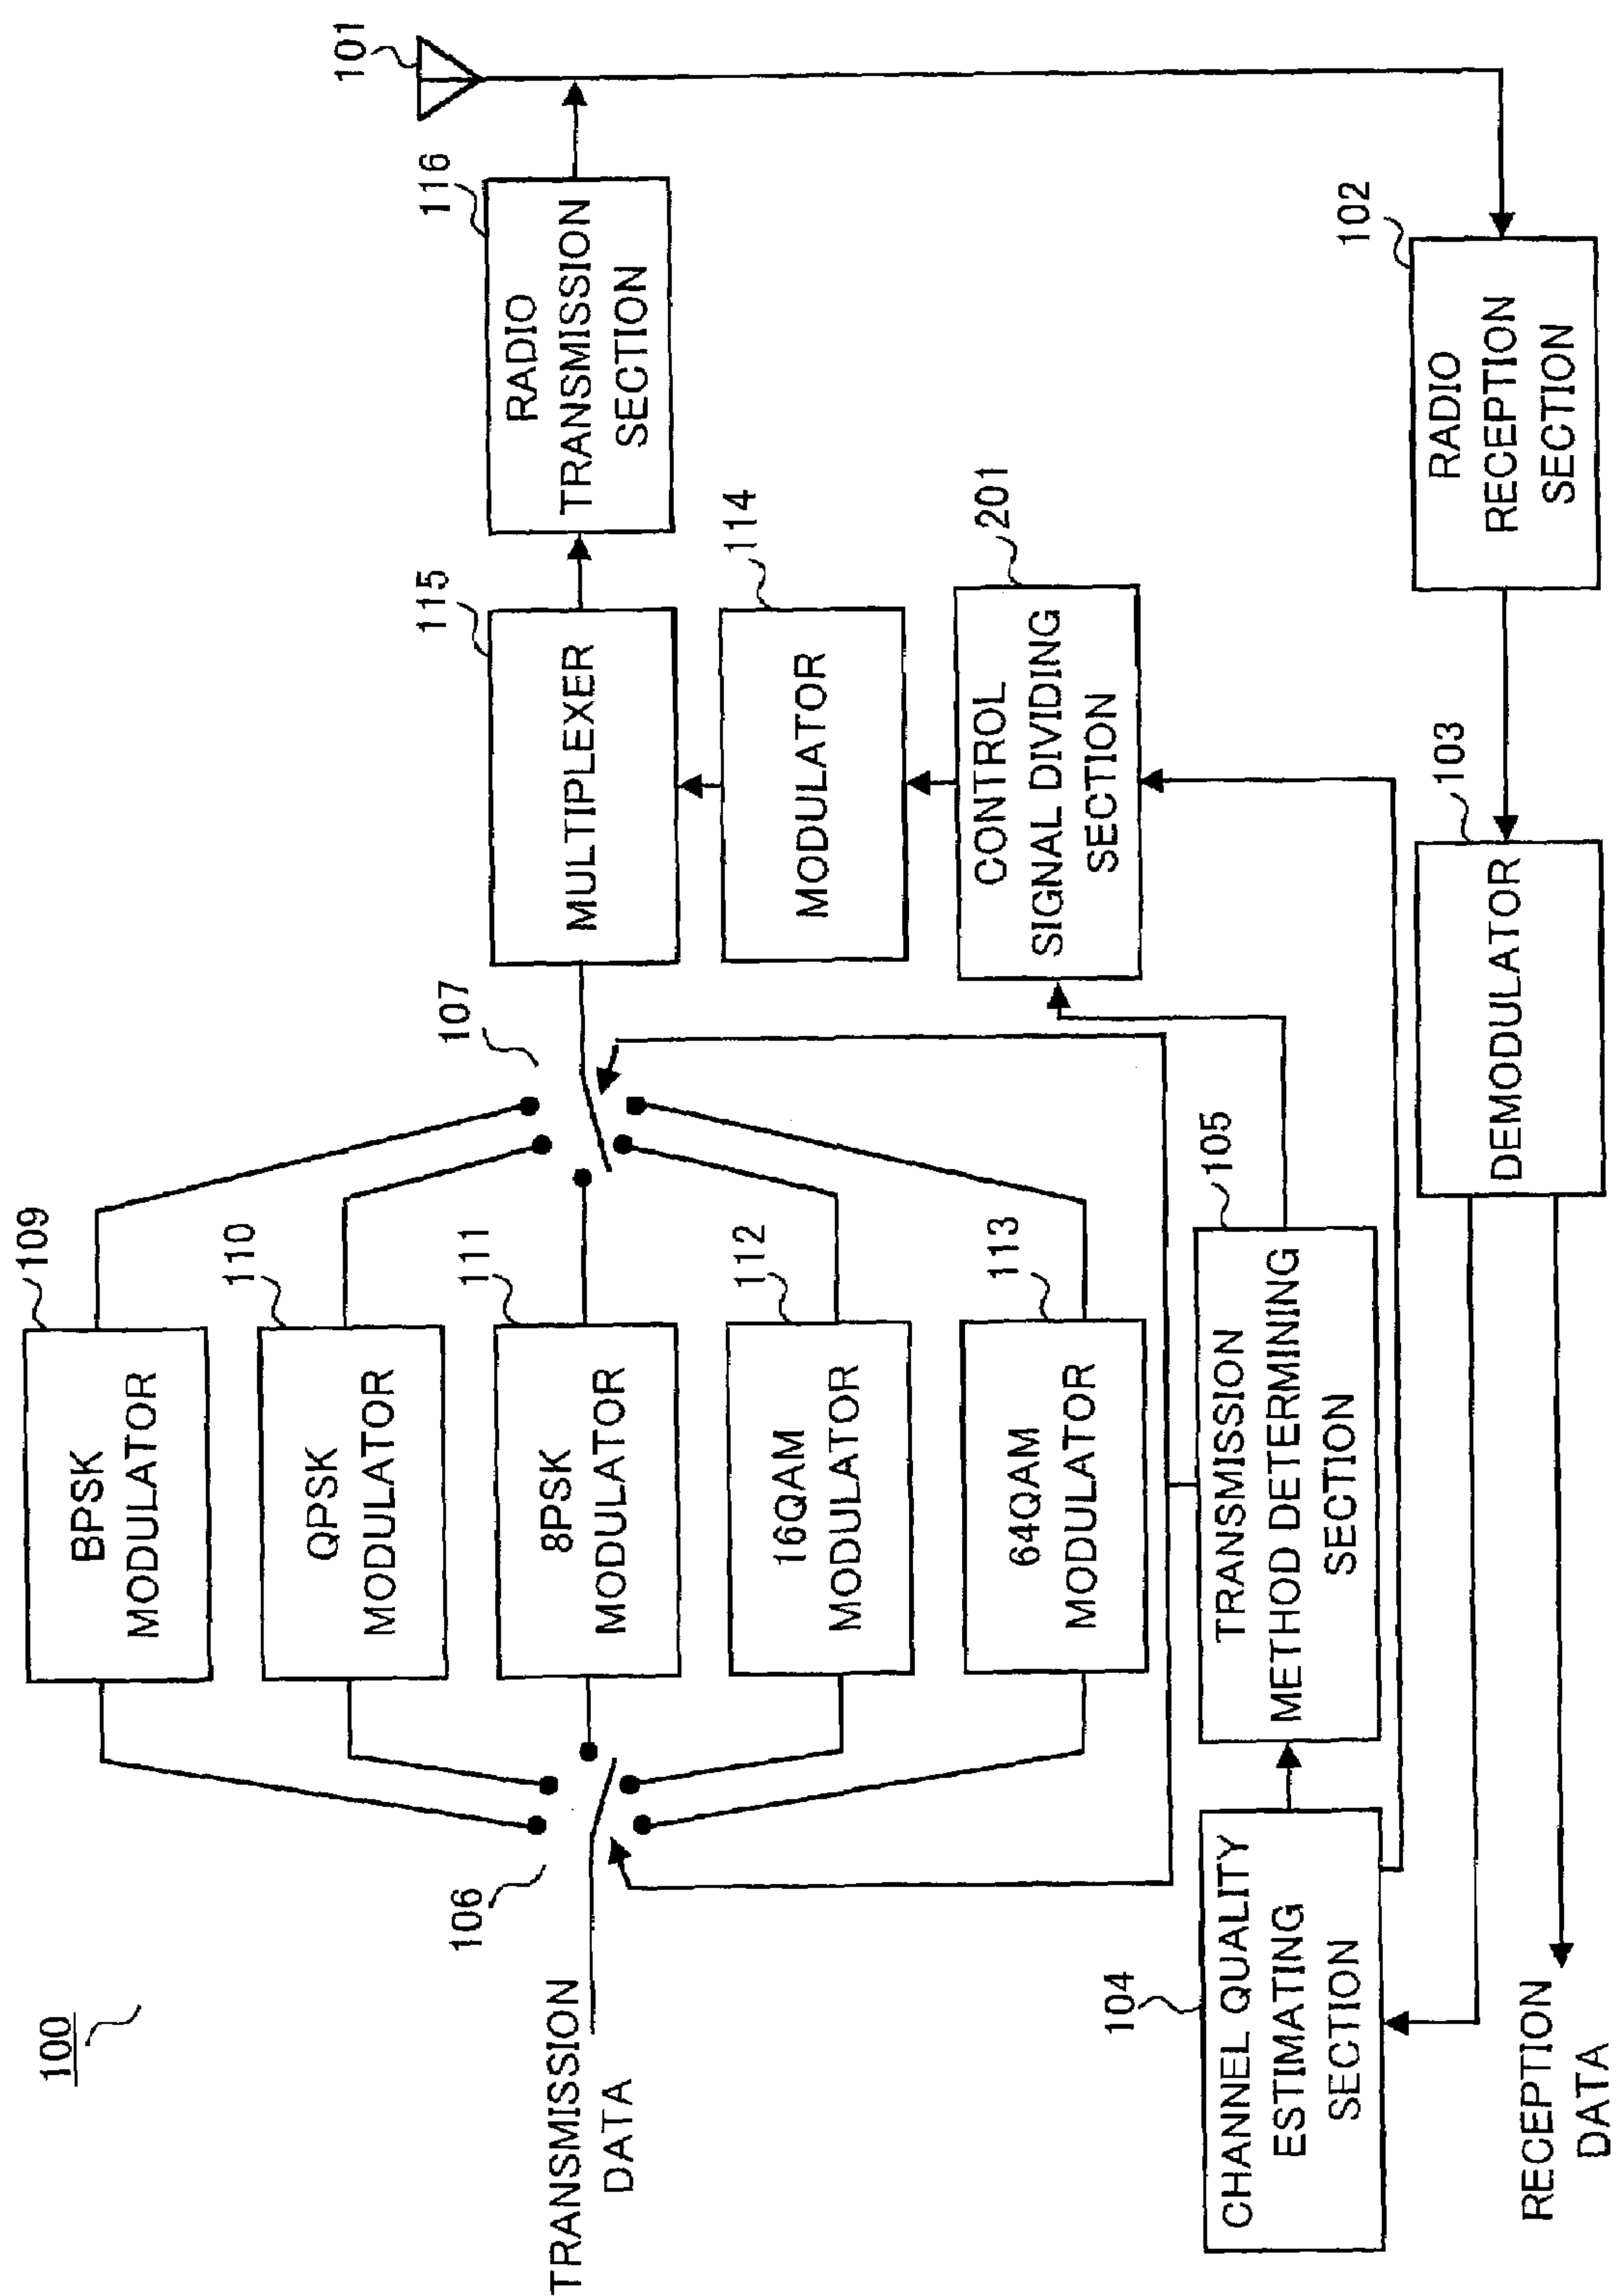 100
109
BPSK
MODULATOR
110
QPSK
MODULATOR
111
8PSK
MODULATOR
112
16QAM
MODULATOR
113
64QAM
MODULATOR
106
107
TRANSMISSION
DATA
115
MULTIPLEXER
116
RADIO
TRANSMISSION
SECTION
101
114
MODULATOR
201
CONTROL
SIGNAL DIVIDING
SECTION
104
CHANNEL QUALITY
ESTIMATING
SECTION
105
TRANSMISSION
METHOD DETERMINING
SECTION
103
DEMODULATOR
102
RADIO
RECEPTION
SECTION
RECEPTION
DATA